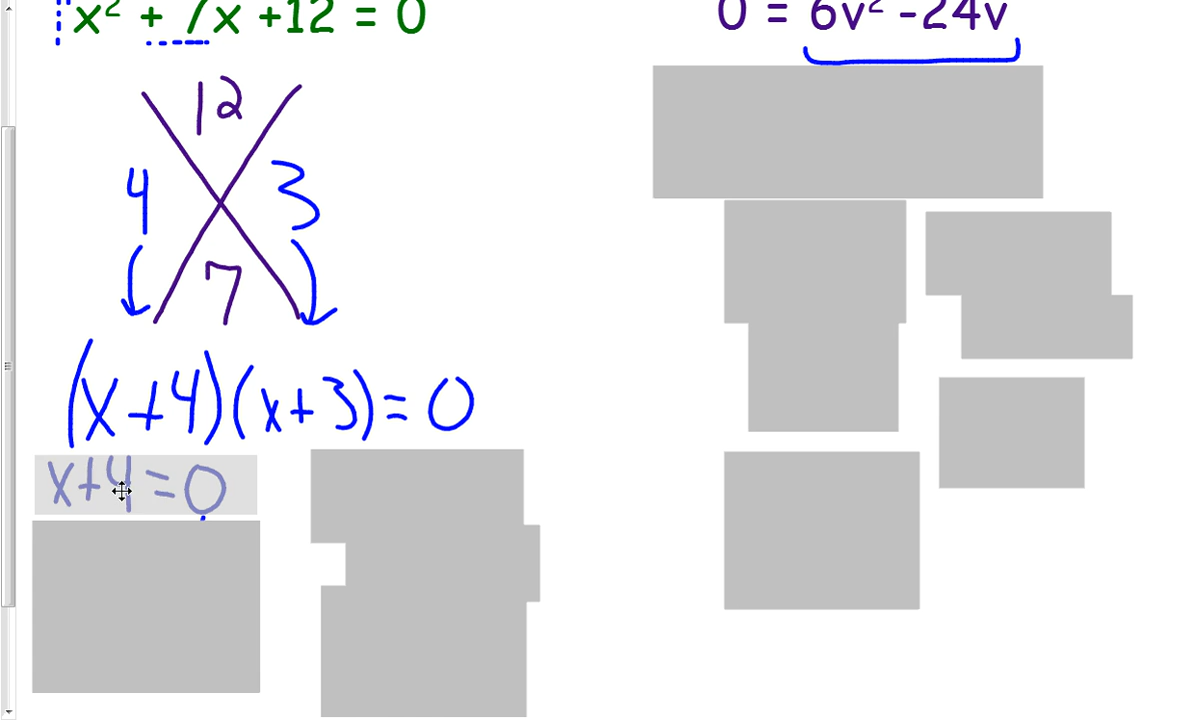 x² + 7x +12 = 0
12
4 3
7
(x+4)(x+3)=0
x+4=0
0 = 6v² -24v